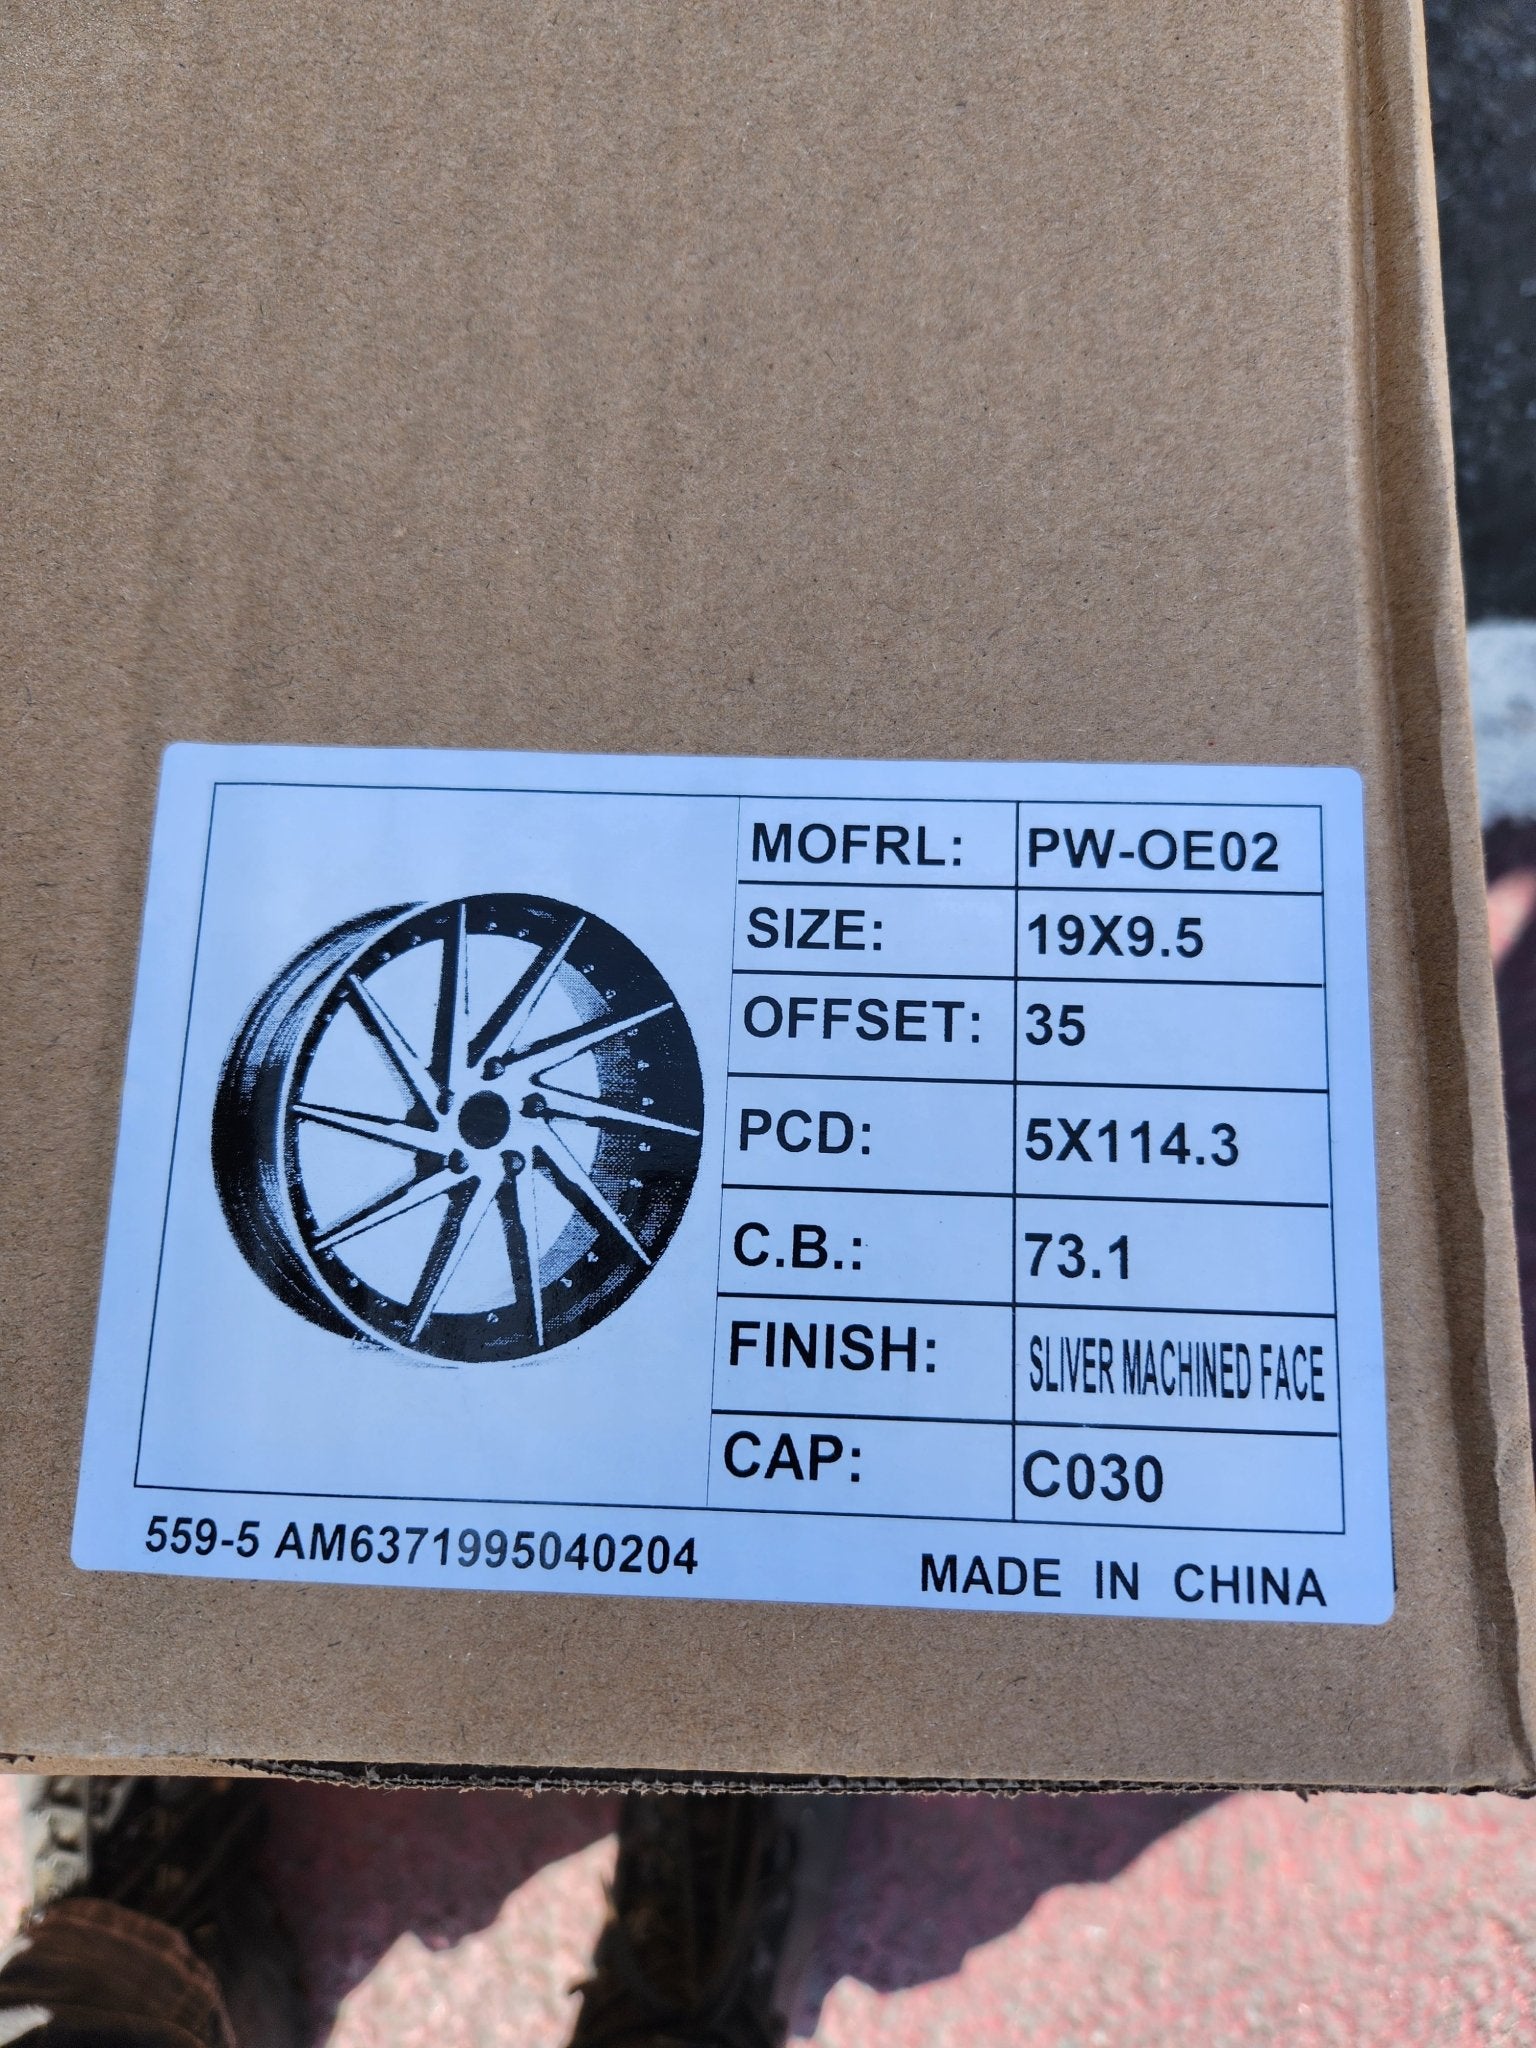 MOFRL: PW-OE02
SIZE: 19X9.5
OFFSET: 35
PCD: 5X114.3
C.B.: 73.1
FINISH: SLIVER MACHINED FACE
CAP: C030
559-5 AM6371995040204
MADE IN CHINA